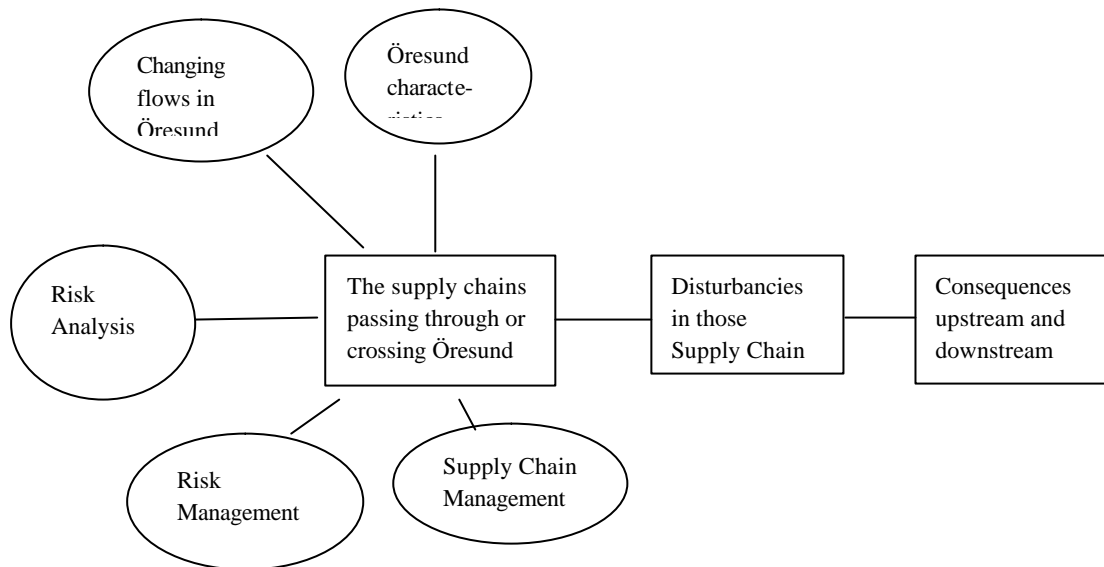 Changing
flows in
Öresund
Öresund
characte-
ristics
Risk
Analysis
The supply chains
passing through or
crossing Öresund
Disturbancies
in those
Supply Chain
Consequences
upstream and
downstream
Risk
Management
Supply Chain
Management